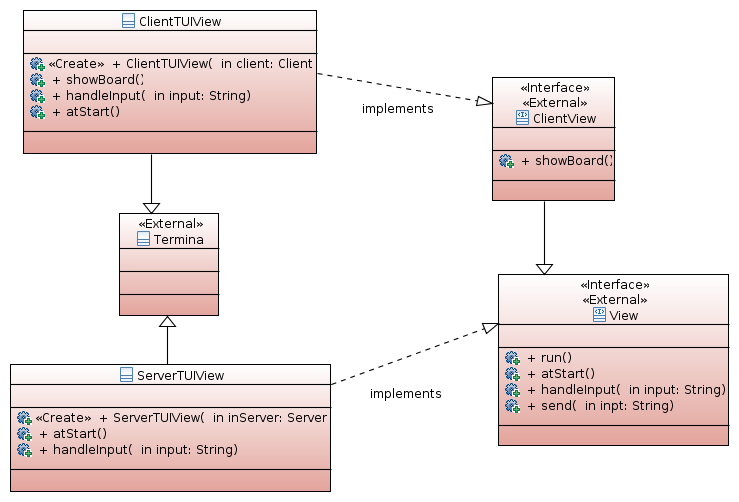 ClientTUIView
«Create» + ClientTUIView( in client: Client
+ showBoard()
+ handleInput( in input: String)
+ atStart()
implements
«Interface»
«External»
ClientView
+ showBoard()
«External»
Termina
«Interface»
«External»
View
+ run()
+ atStart()
+ handleInput( in input: String)
+ send( in inpt: String)
implements
ServerTUIView
«Create» + ServerTUIView( in inServer: Server
+ atStart()
+ handleInput( in input: String)